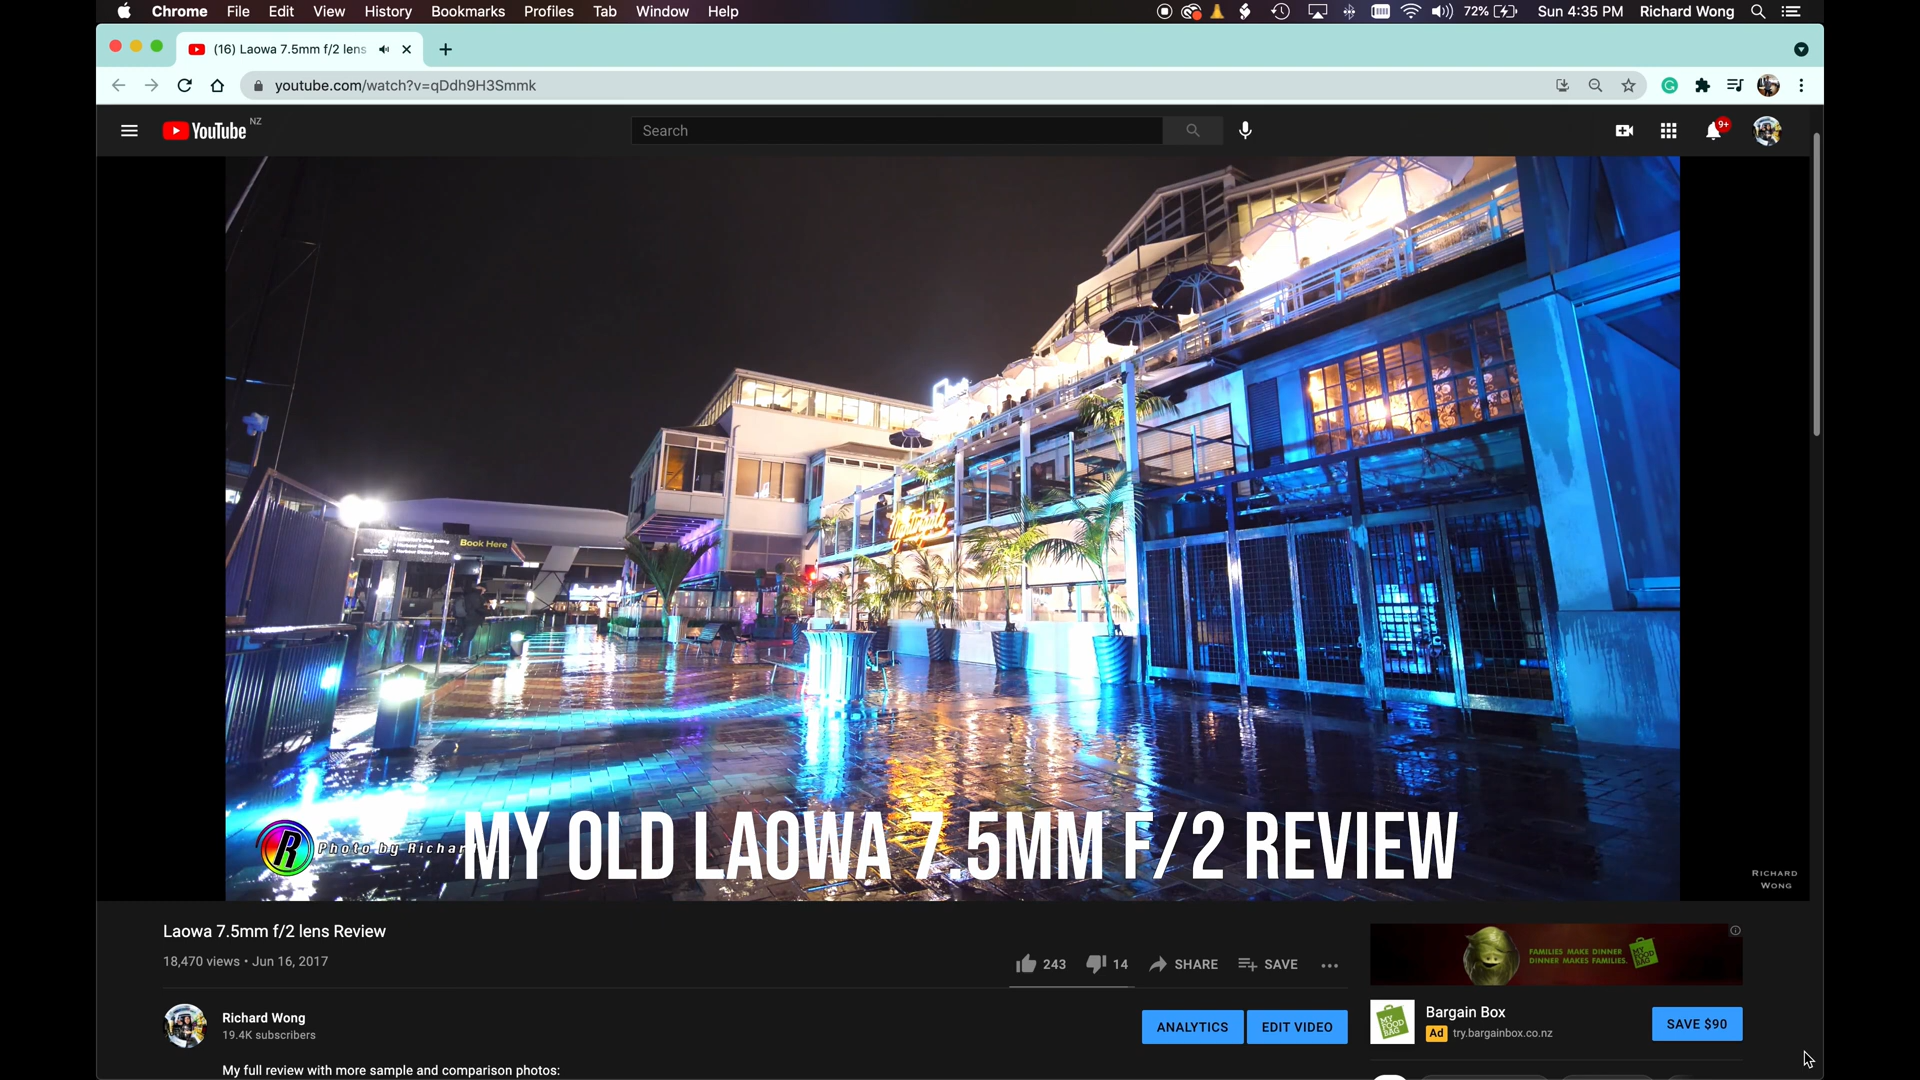 Chrome File Edit View History Bookmarks Profiles Tab Window Help 72% Sun 4:35 PM Richard Wong
(16) Laowa 7.5mm f/2 lens
youtube.com/watch?v=qDdh9H3Smmk
YouTube NZ Search 9+
Book Here
explore
Photo by Richar
MY OLD LAOWA 7.5MM F/2 REVIEW
RICHARD
WONG
Laowa 7.5mm f/2 lens Review
18,470 views • Jun 16, 2017
243 14 SHARE SAVE
FAMILIES MAKE DINNER
DINNER MAKES FAMILIES.
Richard Wong
19.4K subscribers
ANALYTICS EDIT VIDEO
MY FOOD BAG
Bargain Box
Ad try.bargainbox.co.nz
SAVE $90
My full review with more sample and comparison photos: